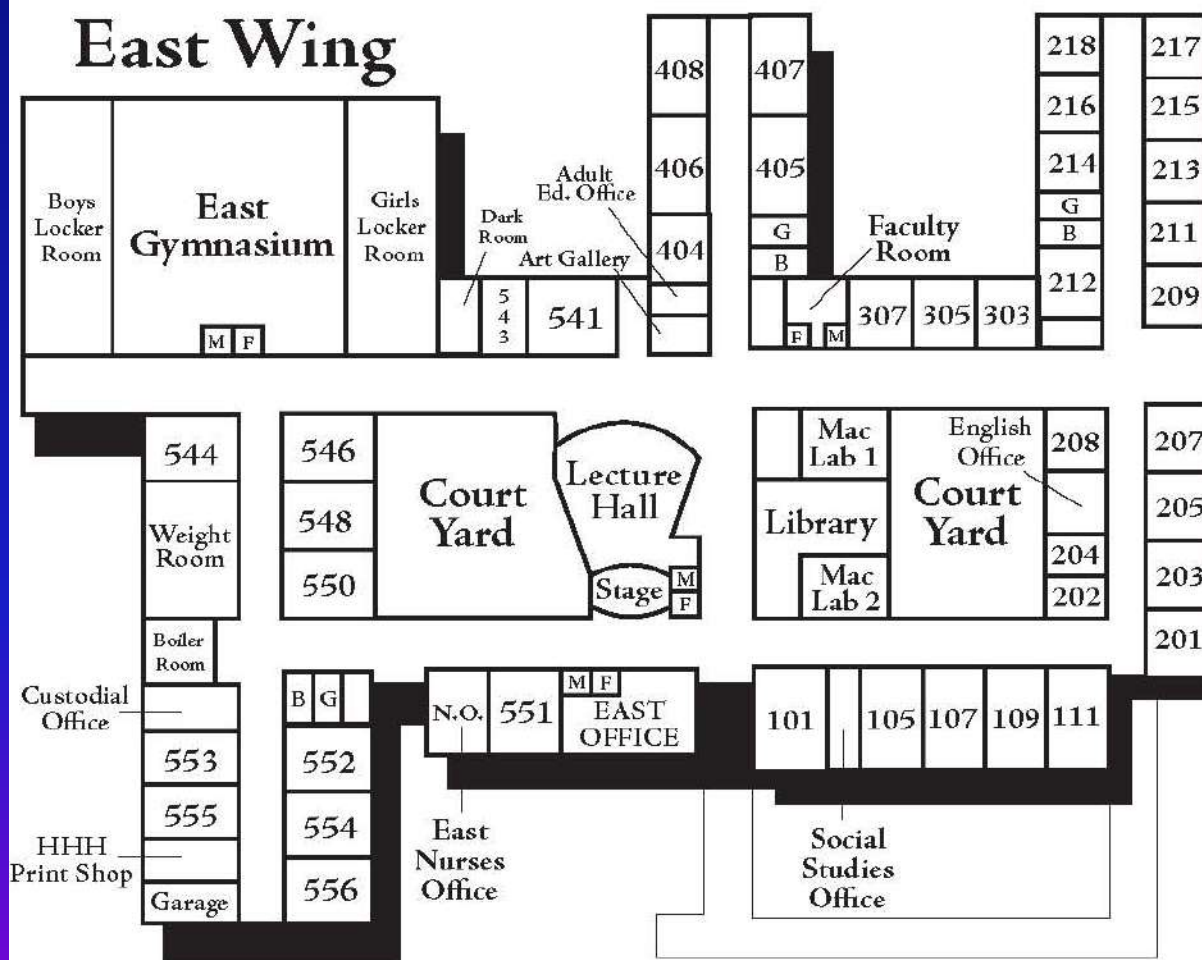 East Wing
408
407
218
217
216
215
406
405
214
213
Adult
Ed. Office
Boys
Locker
Room
East
Gymnasium
Girls
Locker
Room
Dark
Room
G
G
Faculty
Room
B
211
404
Art Gallery
B
212
209
5
4
3
541
307
305
303
M
F
F
M
544
546
Court
Yard
Lecture
Hall
Mac
Lab 1
English
Office
208
207
Weight
Room
548
Library
Court
Yard
205
550
Stage
M
F
Mac
Lab 2
204
203
202
Boiler
Room
201
Custodial
Office
B
G
N.O.
551
M
F
EAST
OFFICE
101
105
107
109
111
553
552
555
554
HHH
Print Shop
East
Nurses
Office
Social
Studies
Office
Garage
556